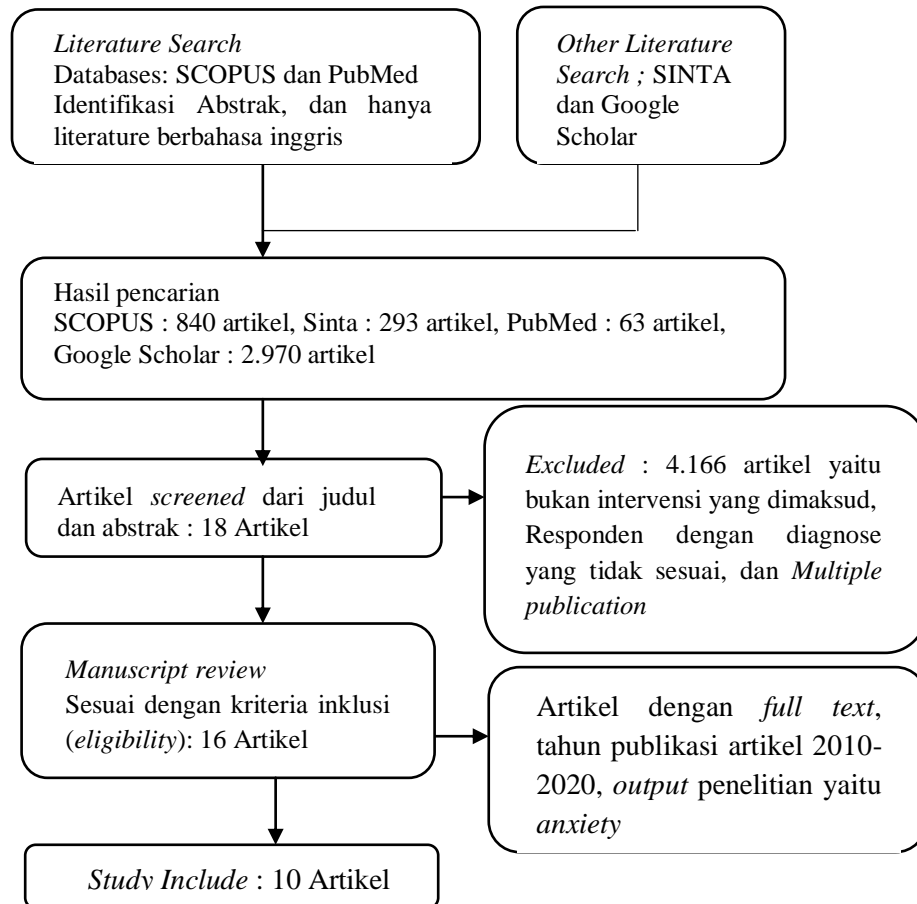 Literature Search
Databases: SCOPUS dan PubMed
Identifikasi Abstrak, dan hanya
literature berbahasa inggris
Other Literature
Search ; SINTA
dan Google
Scholar
Hasil pencarian
SCOPUS : 840 artikel, Sinta : 293 artikel, PubMed : 63 artikel,
Google Scholar : 2.970 artikel
Artikel screened dari judul
dan abstrak : 18 Artikel
Excluded : 4.166 artikel yaitu
bukan intervensi yang dimaksud,
Responden dengan diagnose
yang tidak sesuai, dan Multiple
publication
Manuscript review
Sesuai dengan kriteria inklusi
(eligibility): 16 Artikel
Artikel dengan full text,
tahun publikasi artikel 2010-
2020, output penelitian yaitu
anxiety
Study Include : 10 Artikel